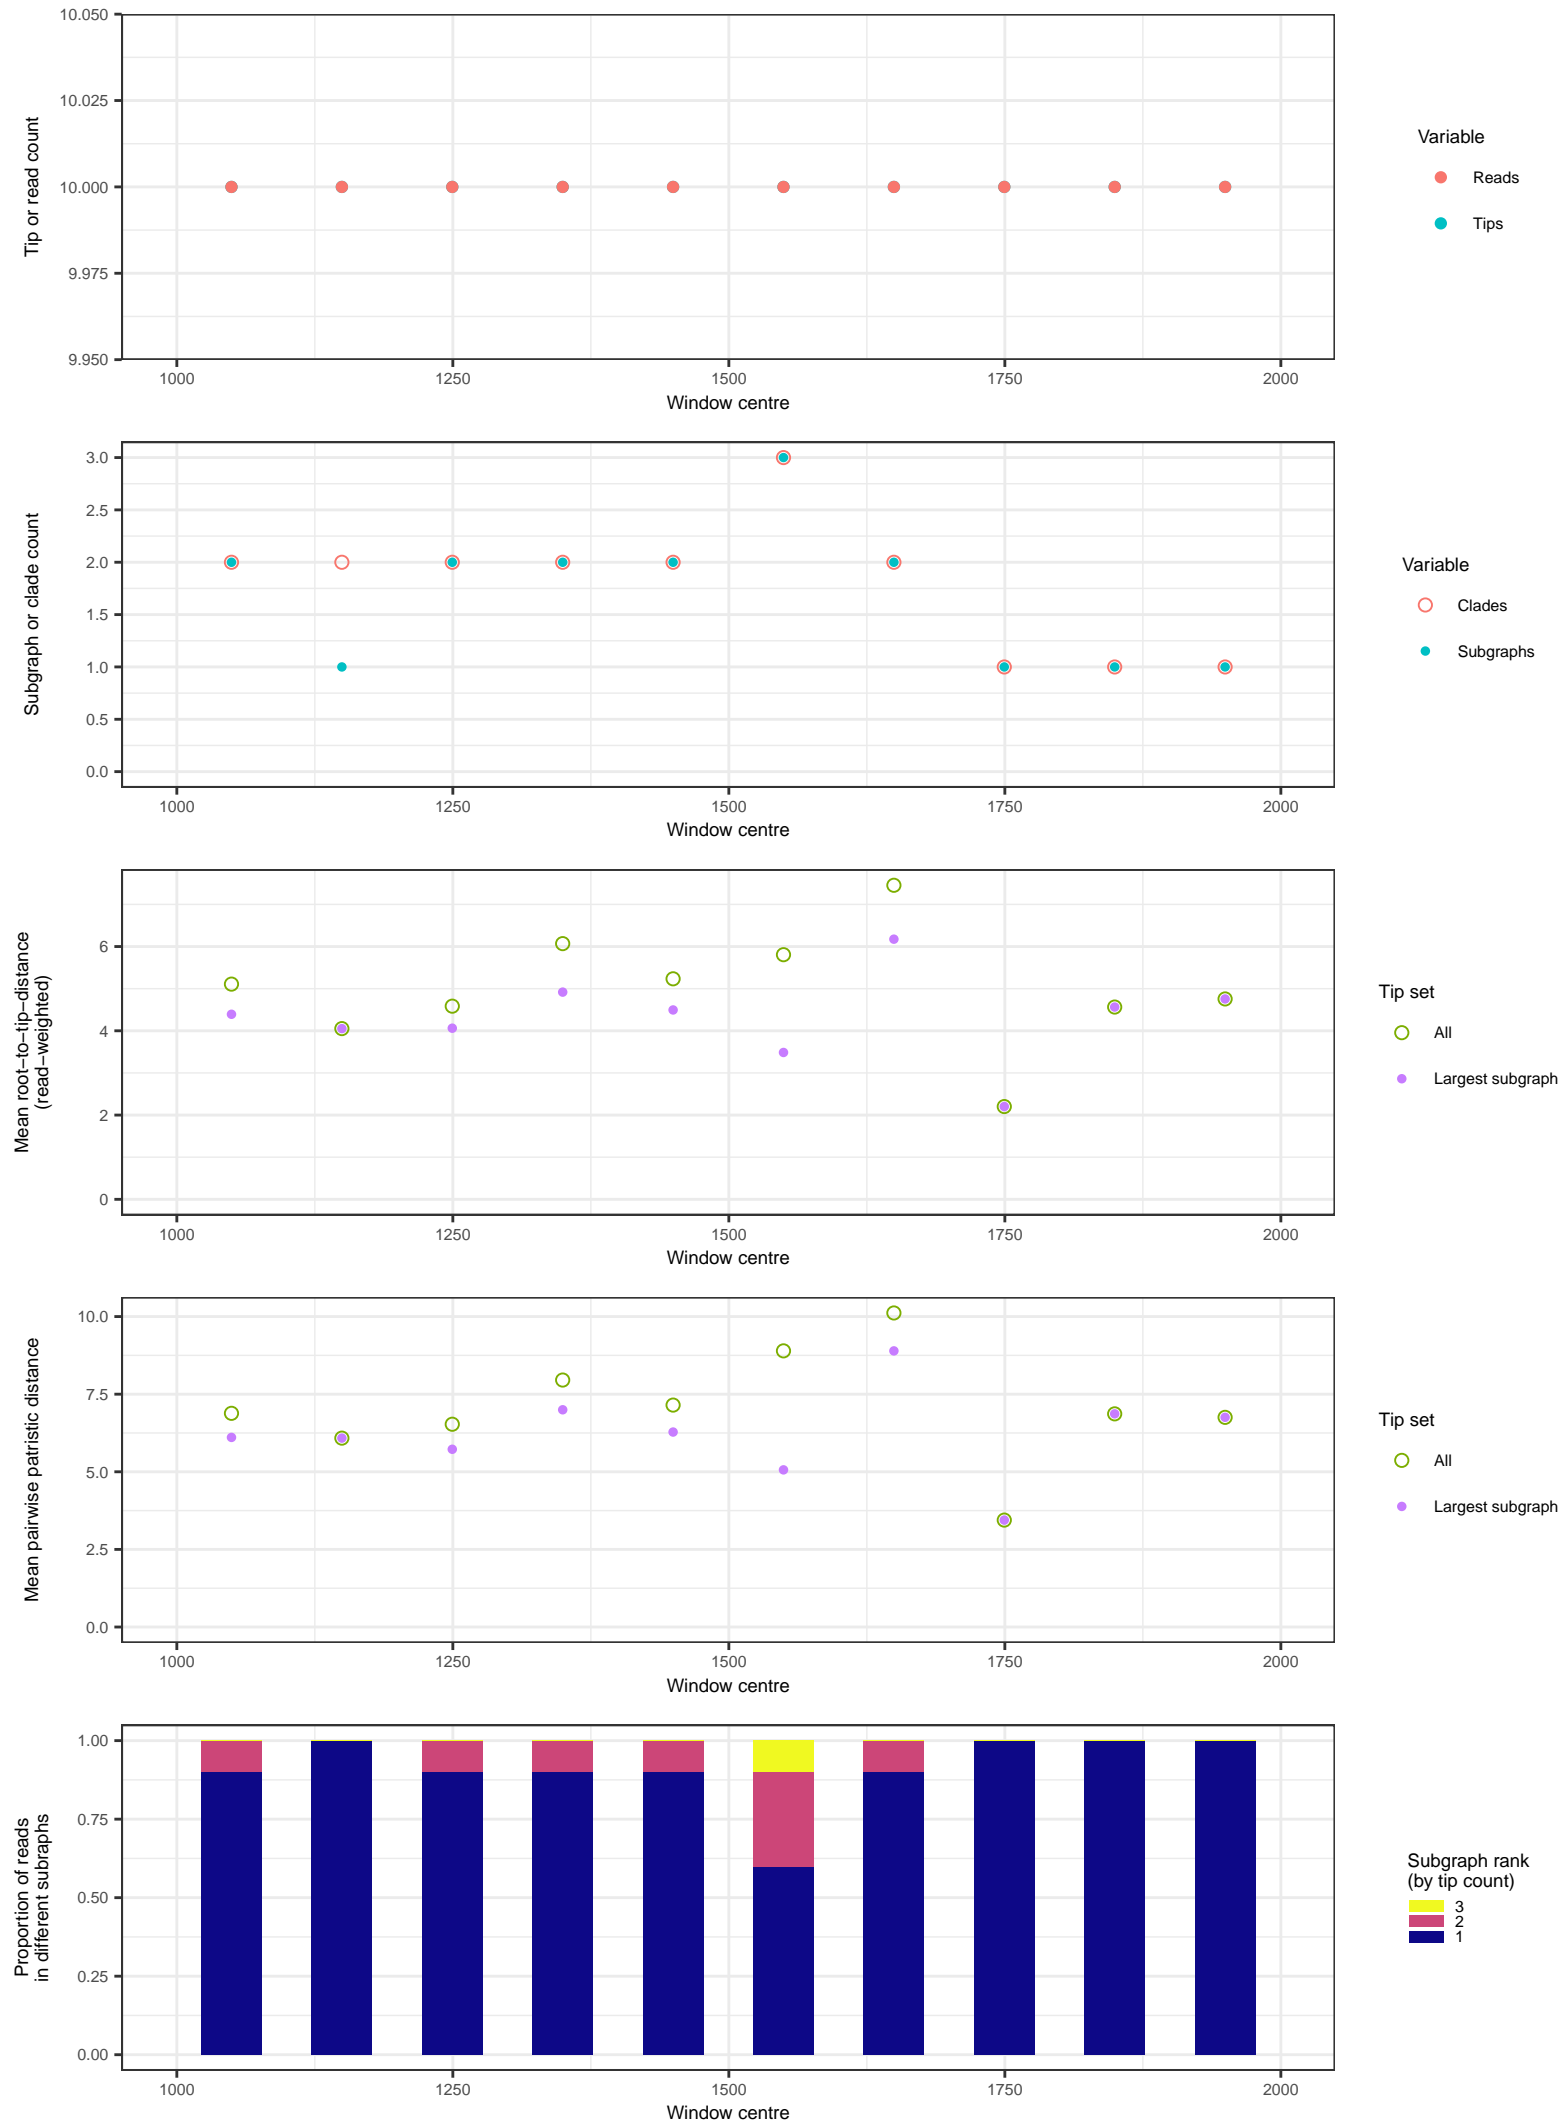 10.050
10.025
10.000
9.975
9.950
Tip or read count
1000 1250 1500 1750 2000
Window centre
Variable
Reads
Tips
3.0
2.5
2.0
1.5
1.0
0.5
0.0
Subgraph or clade count
1000 1250 1500 1750 2000
Window centre
Variable
Clades
Subgraphs
6
4
2
0
Mean root−to−tip−distance
(read−weighted)
1000 1250 1500 1750 2000
Window centre
Tip set
All
Largest subgraph
10.0
7.5
5.0
2.5
0.0
Mean pairwise patristic distance
1000 1250 1500 1750 2000
Window centre
Tip set
All
Largest subgraph
1.00
0.75
0.50
0.25
0.00
Proportion of reads
in different subraphs
1000 1250 1500 1750 2000
Window centre
Subgraph rank
(by tip count)
3
2
1